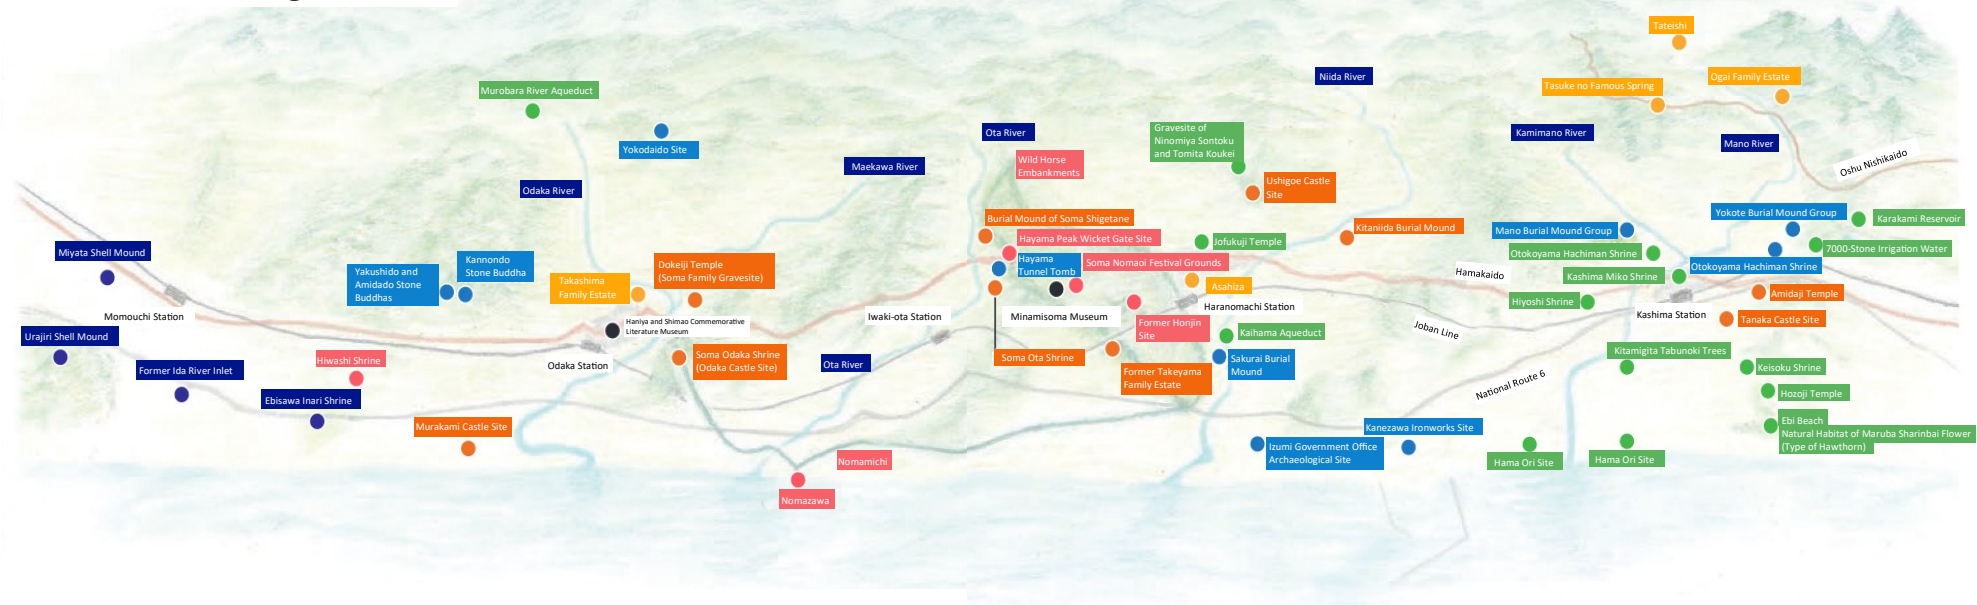 Tateishi
Niida River
Tasuke no Famous Spring
Ogai Family Estate
Murobara River Aqueduct
Ota River
Gravesite of
Ninomiya Sontoku
and Tomita Koukei
Kamimano River
Mano River
Yokodaido Site
Maekawa River
Wild Horse
Embankments
Oshu Nishikaido
Odaka River
Ushigoe Castle
Site
Burial Mound of Soma Shigetane
Kitaniida Burial Mound
Mano Burial Mound Group
Yokote Burial Mound Group
Karakami Reservoir
Hayama Peak Wicket Gate Site
Jofukuji Temple
Otokoyama Hachiman Shrine
7000-Stone Irrigation Water
Miyata Shell Mound
Kannondo
Stone Buddha
Yakushido and
Amidado Stone
Buddhas
Dokeiji Temple
(Soma Family Gravesite)
Takashima
Family Estate
Hayama
Tunnel Tomb
Soma Nomaoi Festival Grounds
Asahiza
Hamakaido
Kashima Miko Shrine
Otokoyama Hachiman Shrine
Hiyoshi Shrine
Amidaji Temple
Momouchi Station
Haniya and Shimao Commemorative
Literature Museum
Iwaki-ota Station
Minamisoma Museum
Haranomachi Station
Former Honjin
Site
Kaihama Aqueduct
Joban Line
Kashima Station
Tanaka Castle Site
Urajiri Shell Mound
Former Ida River Inlet
Hiwashi Shrine
Odaka Station
Soma Odaka Shrine
(Odaka Castle Site)
Ota River
Soma Ota Shrine
Former Takeyama
Family Estate
Sakurai Burial
Mound
National Route 6
Kitamigita Tabunoki Trees
Keisoku Shrine
Hozoji Temple
Ebisawa Inari Shrine
Murakami Castle Site
Kanezawa Ironworks Site
Ebi Beach
Natural Habitat of Maruba Sharinbai Flower
(Type of Hawthorn)
Izumi Government Office
Archaeological Site
Hama Ori Site
Hama Ori Site
Nomamichi
Nomazawa